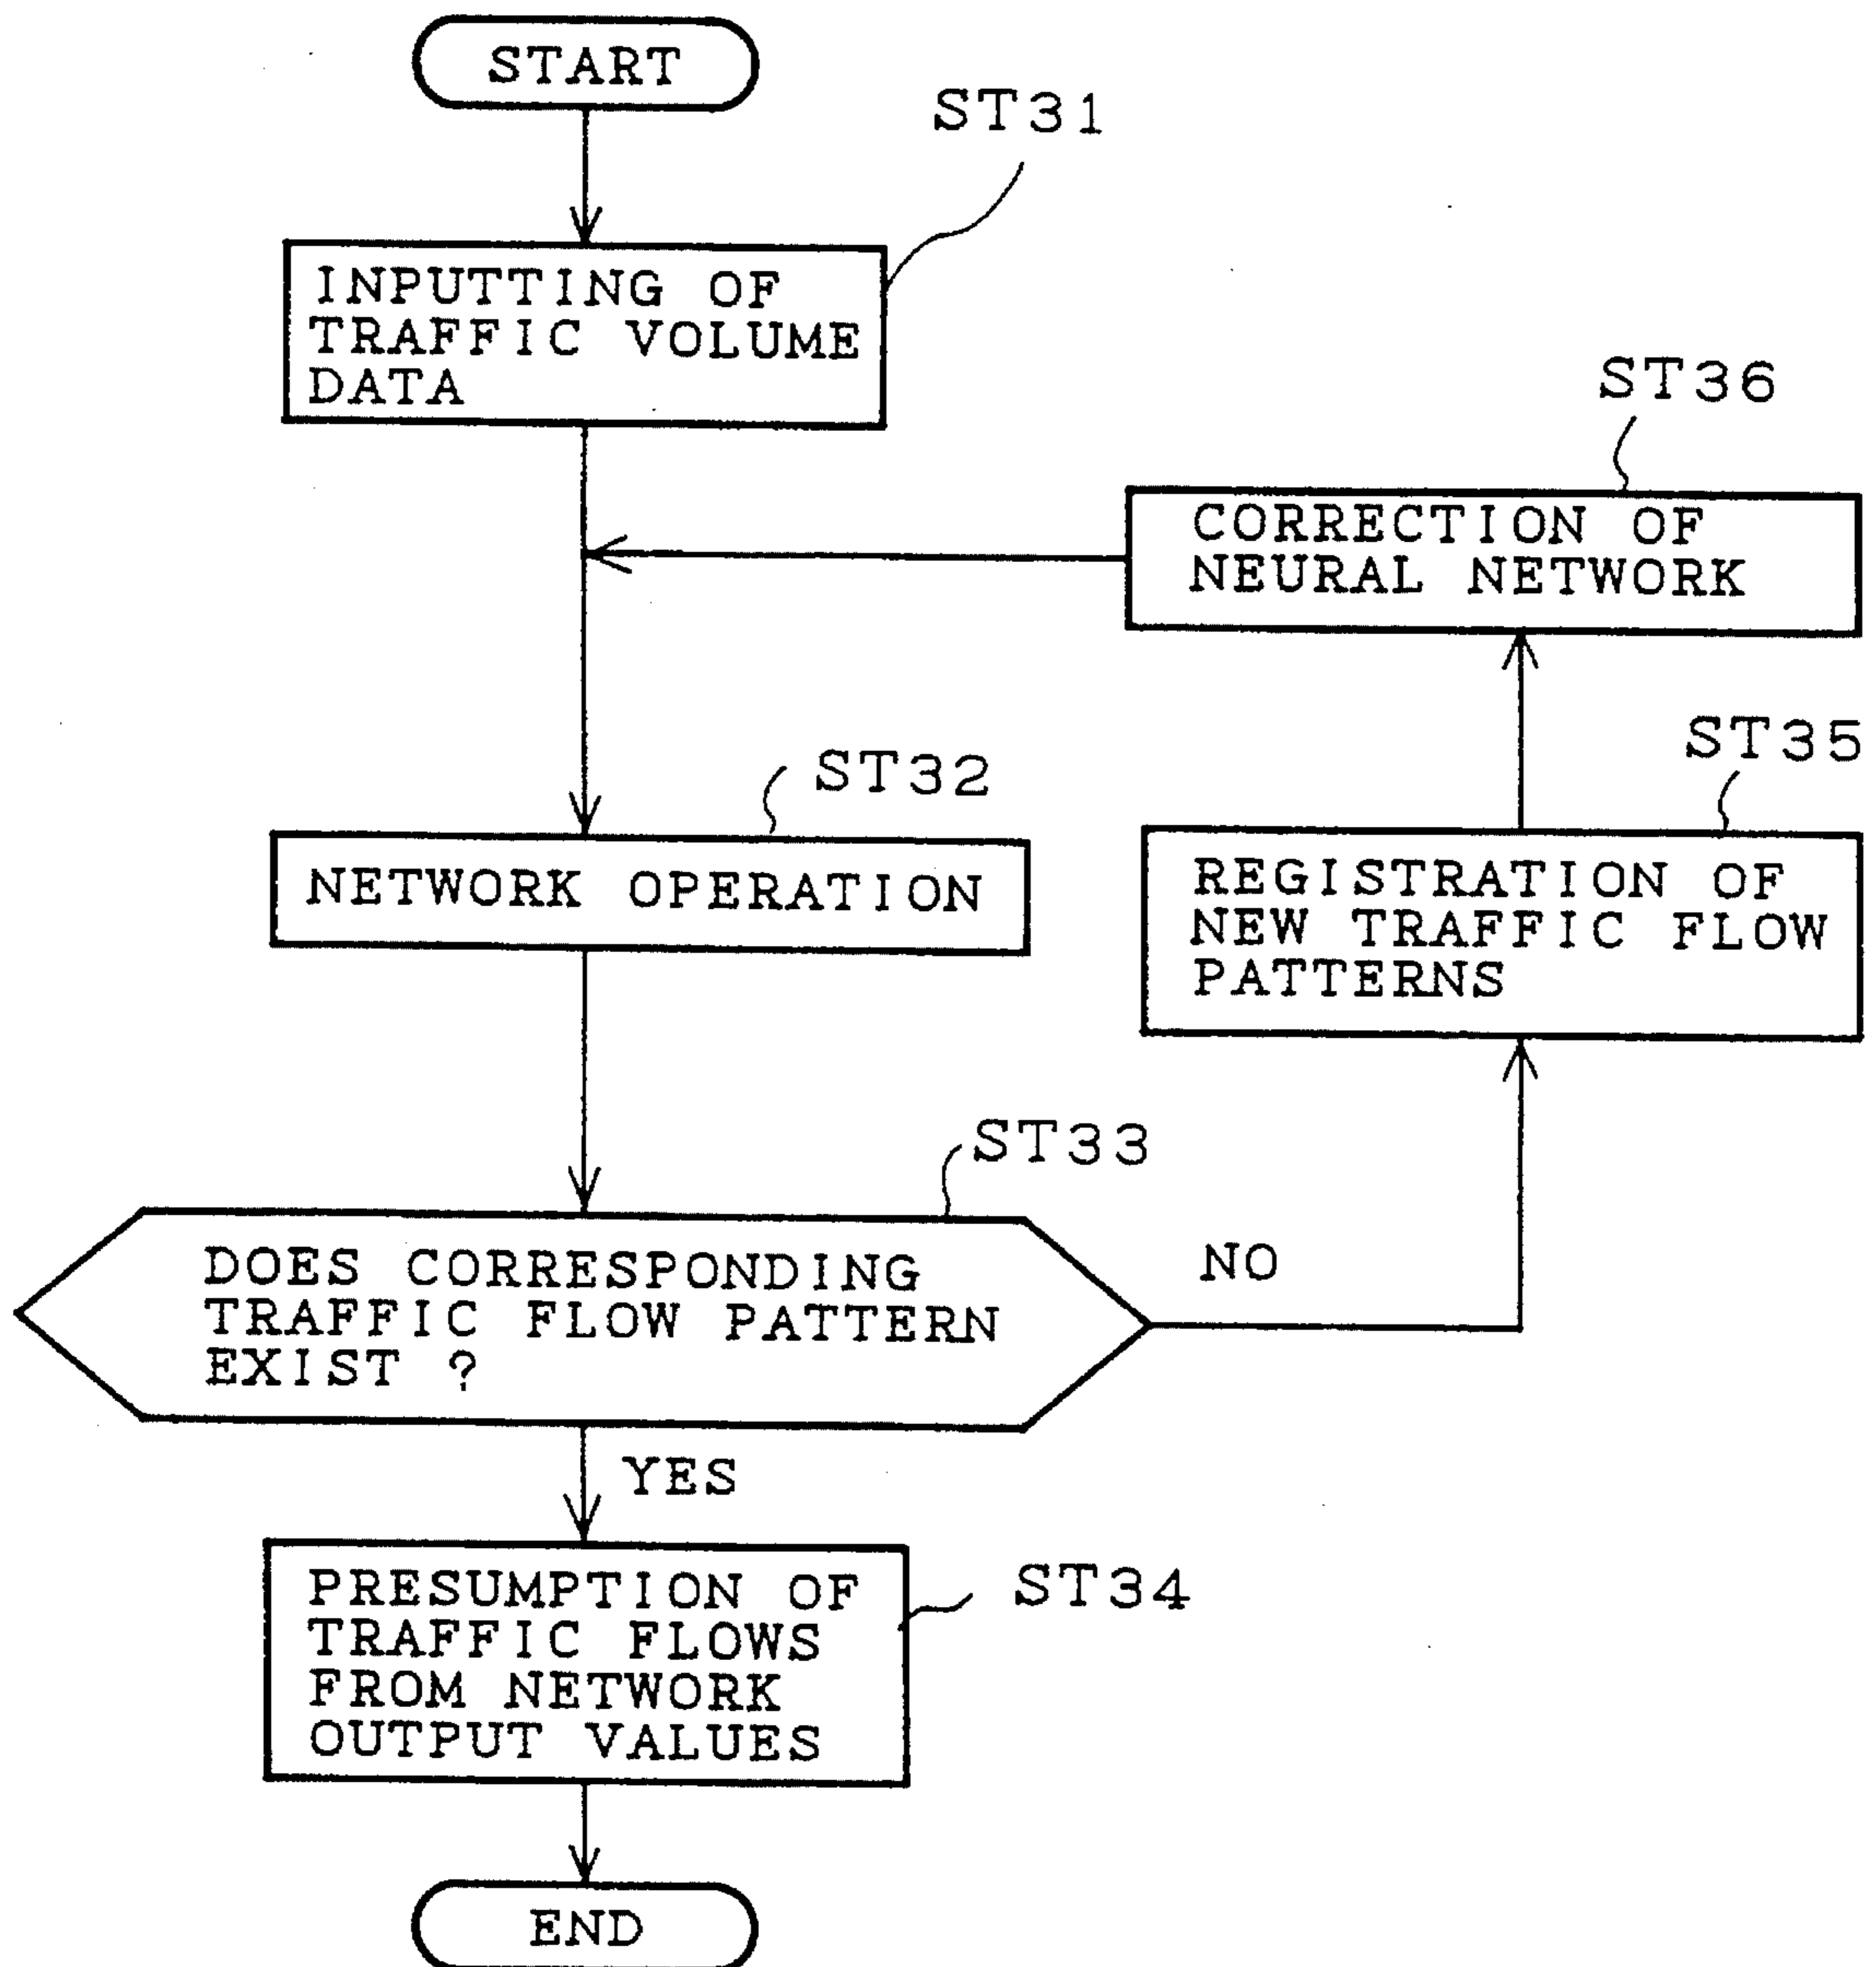 START
ST31
INPUTTING OF
TRAFFIC VOLUME
DATA
ST36
CORRECTION OF
NEURAL NETWORK
ST32
NETWORK OPERATION
ST35
REGISTRATION OF
NEW TRAFFIC FLOW
PATTERNS
ST33
DOES CORRESPONDING
TRAFFIC FLOW PATTERN
EXIST ?
NO
YES
PRESUMPTION OF
TRAFFIC FLOWS
FROM NETWORK
OUTPUT VALUES
ST34
END